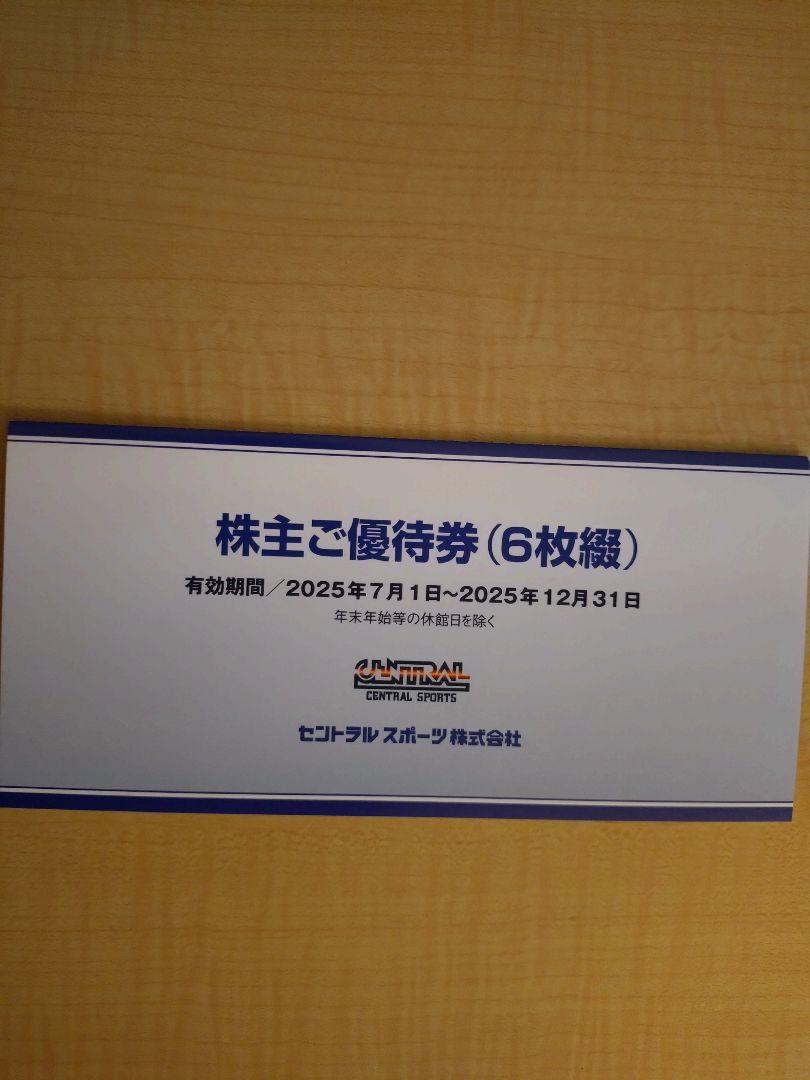 株主ご優待券（6枚綴）
有効期間／2025年7月1日～2025年12月31日
年末年始等の休館日を除く
CENTRAL
CENTRAL SPORTS
セントラルスポーツ株式会社